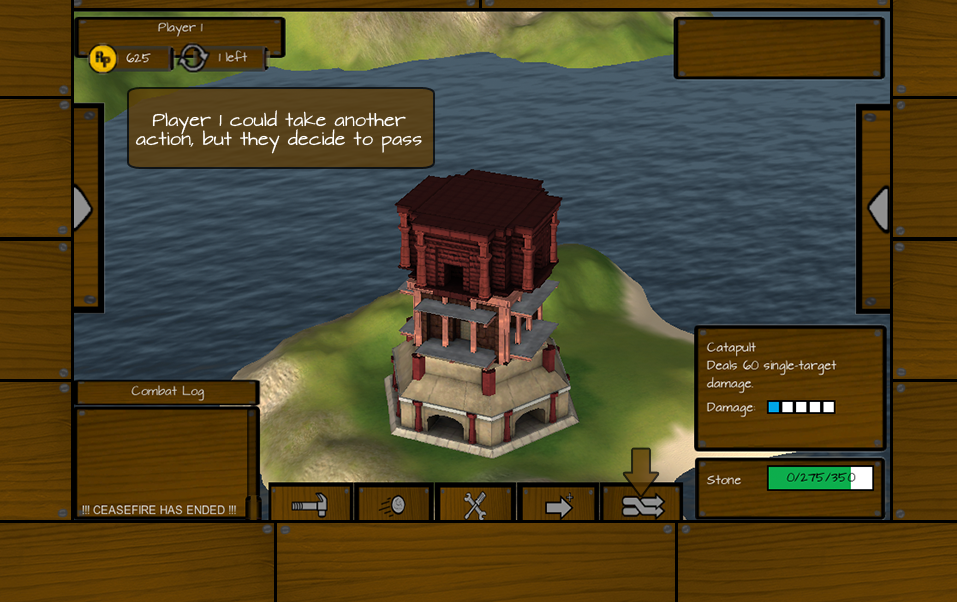 Player 1
RP 625 1 left
Player 1 could take another
action, but they decide to pass
Catapult
Deals 60 single-target
damage.
Damage:
Combat Log
Stone 0/275/350
!!! CEASEFIRE HAS ENDED !!!